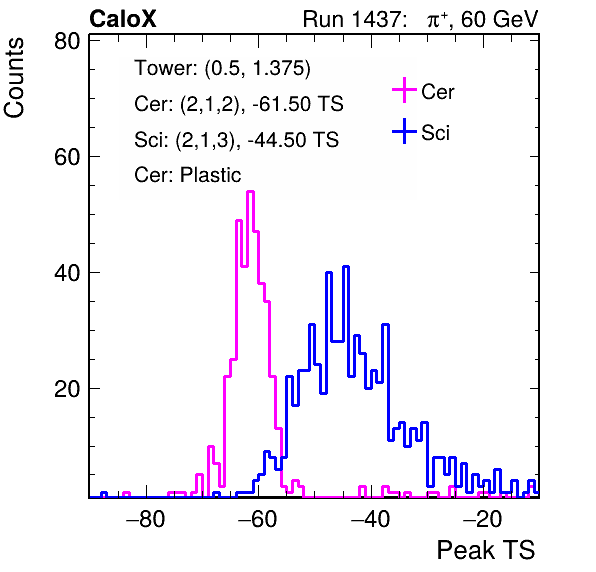 CaloX Run 1437: π⁺, 60 GeV
Counts
80
60
40
20
Tower: (0.5, 1.375)
Cer: (2,1,2), -61.50 TS
Sci: (2,1,3), -44.50 TS
Cer: Plastic
Cer
Sci
−80 −60 −40 −20
Peak TS